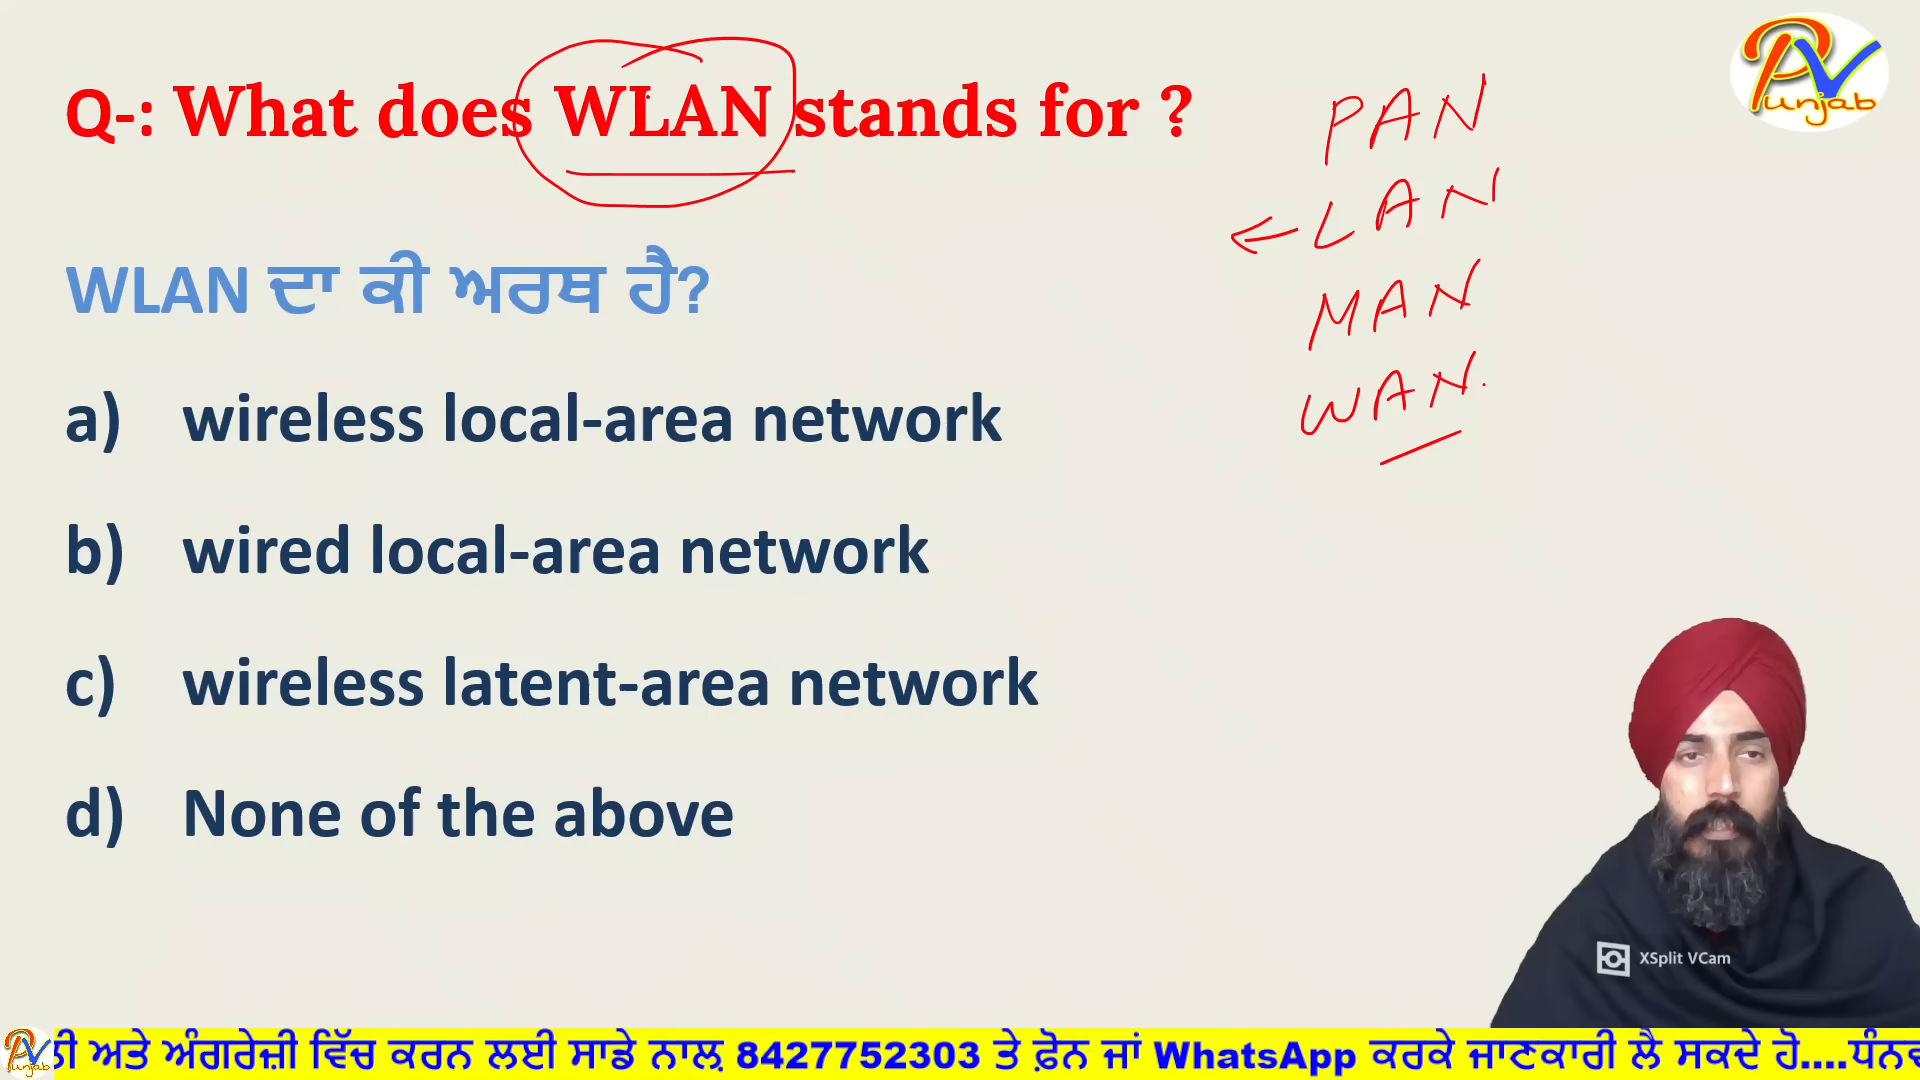 Q-: What does WLAN stands for ?
WLAN ਦਾ ਕੀ ਅਰਥ ਹੈ?
a) wireless local-area network
b) wired local-area network
c) wireless latent-area network
d) None of the above
PAN
LAN
MAN
WAN
PV
unjab
XSplit VCam
ਅਤੇ ਅੰਗਰੇਜ਼ੀ ਵਿੱਚ ਕਰਨ ਲਈ ਸਾਡੇ ਨਾਲ਼ 8427752303 ਤੇ ਫ਼ੋਨ ਜਾਂ WhatsApp ਕਰਕੇ ਜਾਣਕਾਰੀ ਲੈ ਸਕਦੇ ਹੋ....